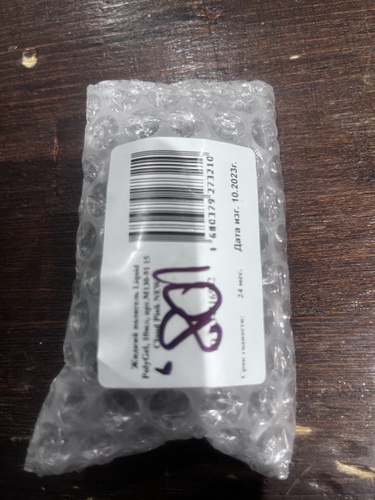 Жидкий полигель Liquid
PolyGel, 10мл, арт.М130-91 15
Cloud Pink NEW
1 680379 273210
Срок годности: 24 мес.
Дата изг. 10.2023г.